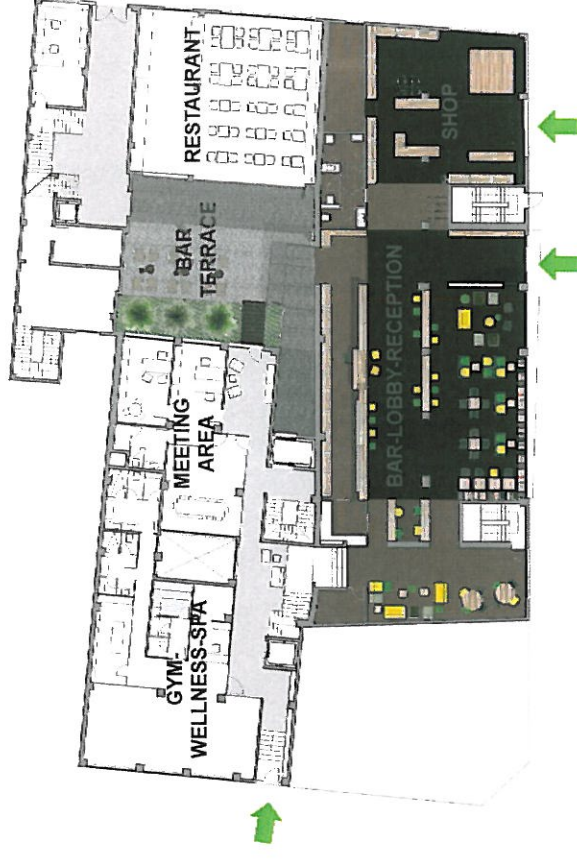 RESTAURANT
SHOP
BAR
TERRACE
BAR-LOBBY-RECEPTION
MEETING
AREA
GYM-
WELLNESS-SPA